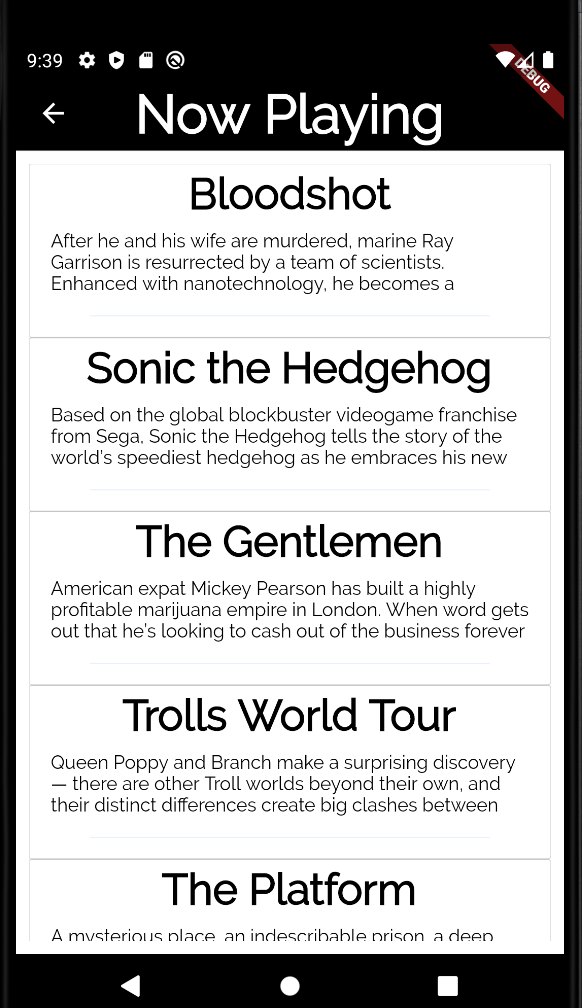 9:39
DEBUG
Now Playing
Bloodshot
After he and his wife are murdered, marine Ray
Garrison is resurrected by a team of scientists.
Enhanced with nanotechnology, he becomes a
Sonic the Hedgehog
Based on the global blockbuster videogame franchise
from Sega, Sonic the Hedgehog tells the story of the
world's speediest hedgehog as he embraces his new
The Gentlemen
American expat Mickey Pearson has built a highly
profitable marijuana empire in London. When word gets
out that he's looking to cash out of the business forever
Trolls World Tour
Queen Poppy and Branch make a surprising discovery
— there are other Troll worlds beyond their own, and
their distinct differences create big clashes between
The Platform
A mysterious place, an indescribable prison, a deep